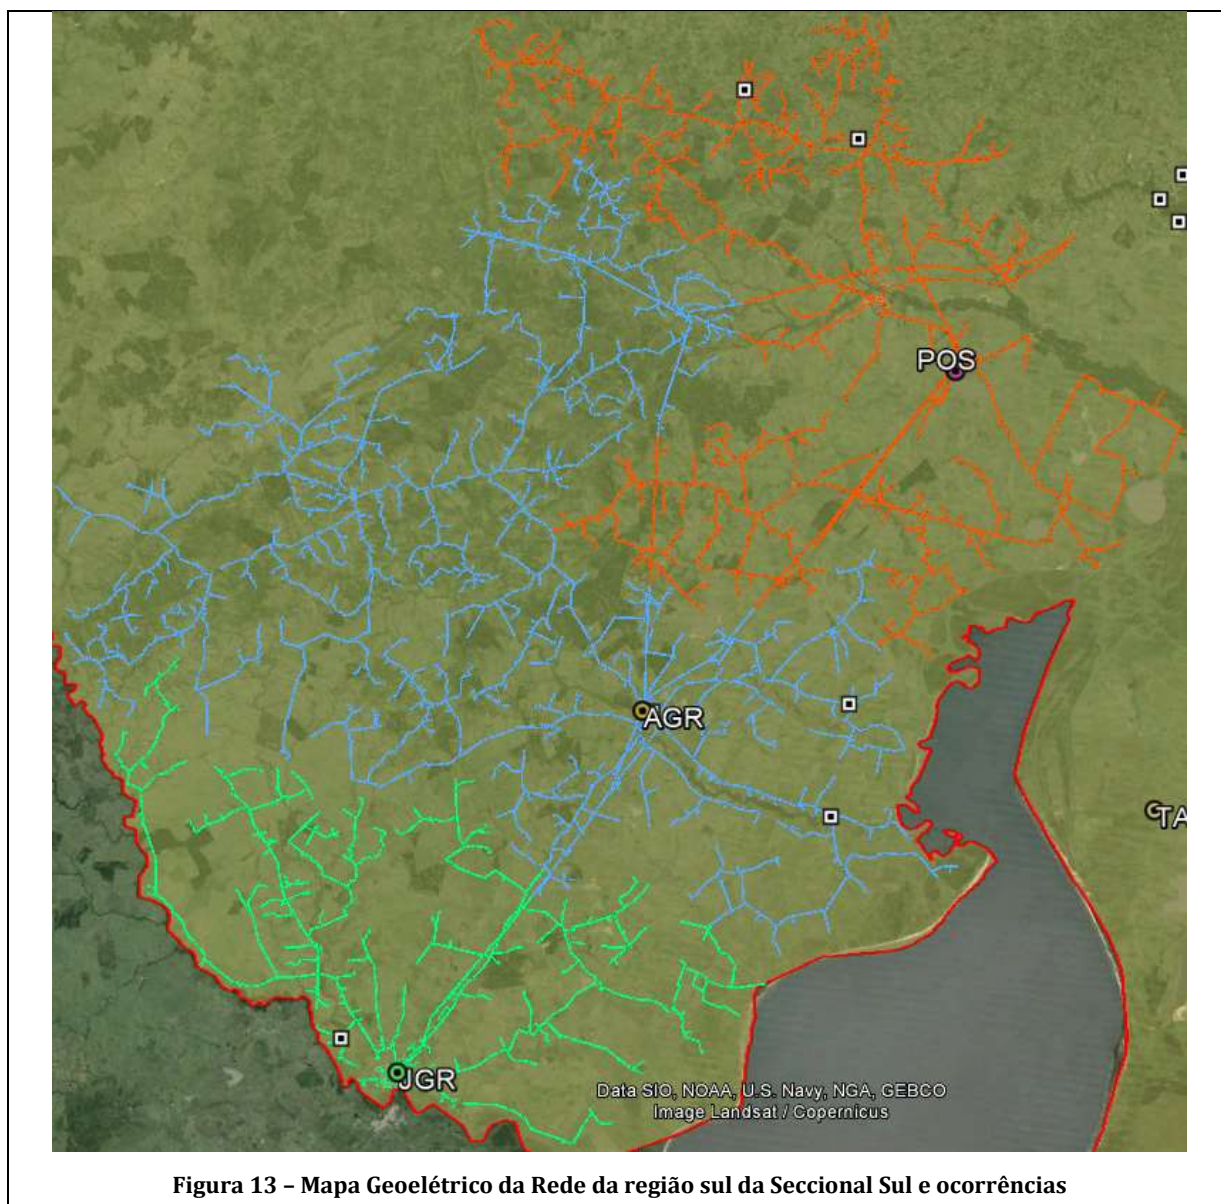 POS
AGR
TA
JGR
Data SIO, NOAA, U.S. Navy, NGA, GEBCO
Image Landsat / Copernicus
Figura 13 – Mapa Geoelétrico da Rede da região sul da Seccional Sul e ocorrências